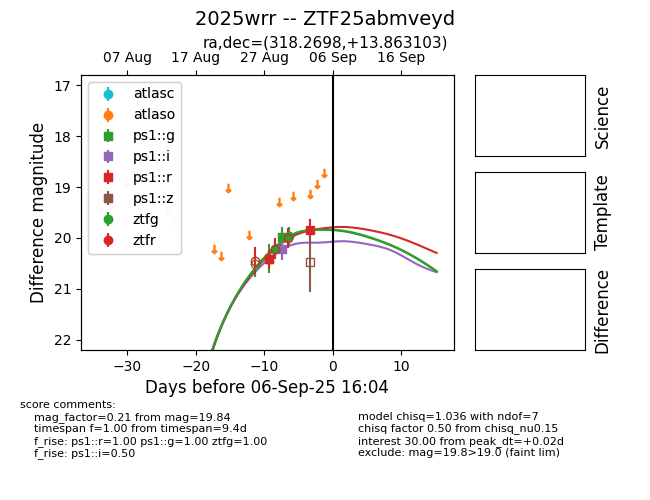 2025wrr -- ZTF25abmveyd
ra,dec=(318.2698,+13.863103)
07 Aug 17 Aug 27 Aug 06 Sep 16 Sep
17
18
19
20
21
22
Difference magnitude
atlasc
atlaso
ps1::g
ps1::i
ps1::r
ps1::z
ztfg
ztfr
−30 −20 −10 0 10
Days before 06-Sep-25 16:04
Science
Template
Difference
score comments:
mag_factor=0.21 from mag=19.84
timespan f=1.00 from timespan=9.4d
f_rise: ps1::r=1.00 ps1::g=1.00 ztfg=1.00
f_rise: ps1::i=0.50
model chisq=1.036 with ndof=7
chisq factor 0.50 from chisq_nu0.15
interest 30.00 from peak_dt=+0.02d
exclude: mag=19.8>19.0 (faint lim)